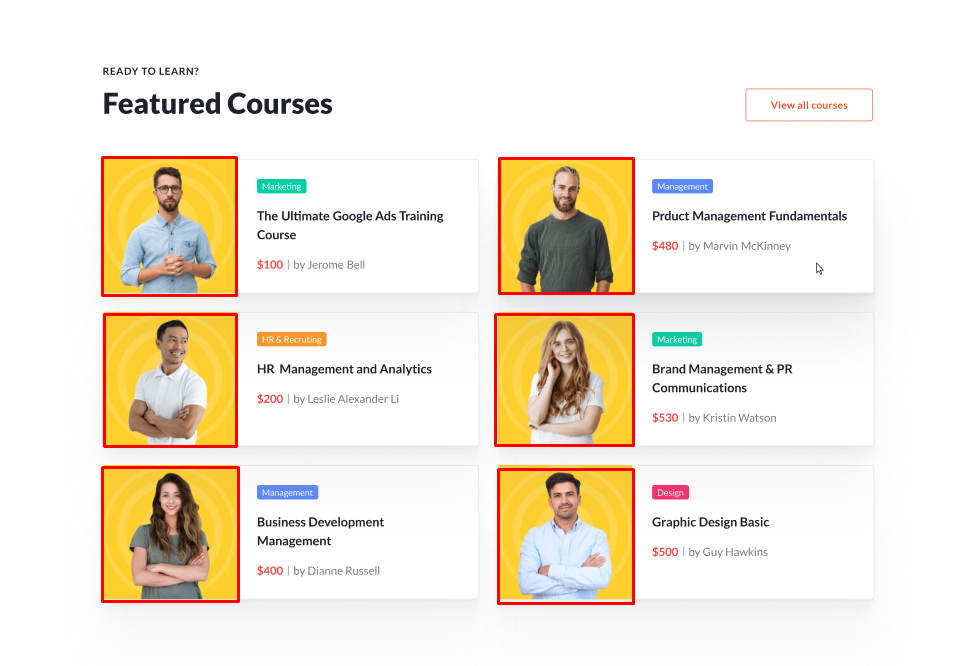 READY TO LEARN?
Featured Courses
View all courses
Marketing
The Ultimate Google Ads Training
Course
$100 | by Jerome Bell
Management
Prduct Management Fundamentals
$480 | by Marvin McKinney
HR & Recruting
HR Management and Analytics
$200 | by Leslie Alexander Li
Marketing
Brand Management & PR
Communications
$530 | by Kristin Watson
Management
Business Development
Management
$400 | by Dianne Russell
Design
Graphic Design Basic
$500 | by Guy Hawkins